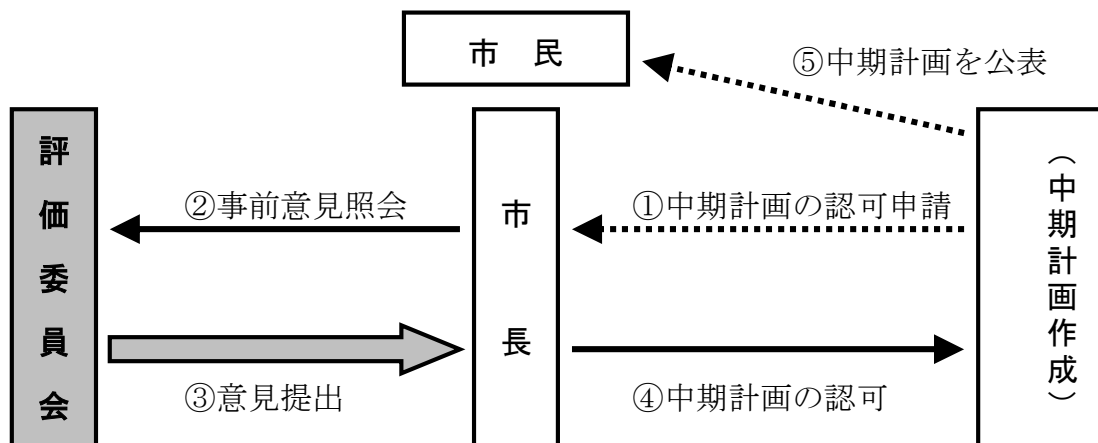 市　民
⑤中期計画を公表
評価委員会
②事前意見照会
市長
①中期計画の認可申請
（中期計画作成）
③意見提出
④中期計画の認可